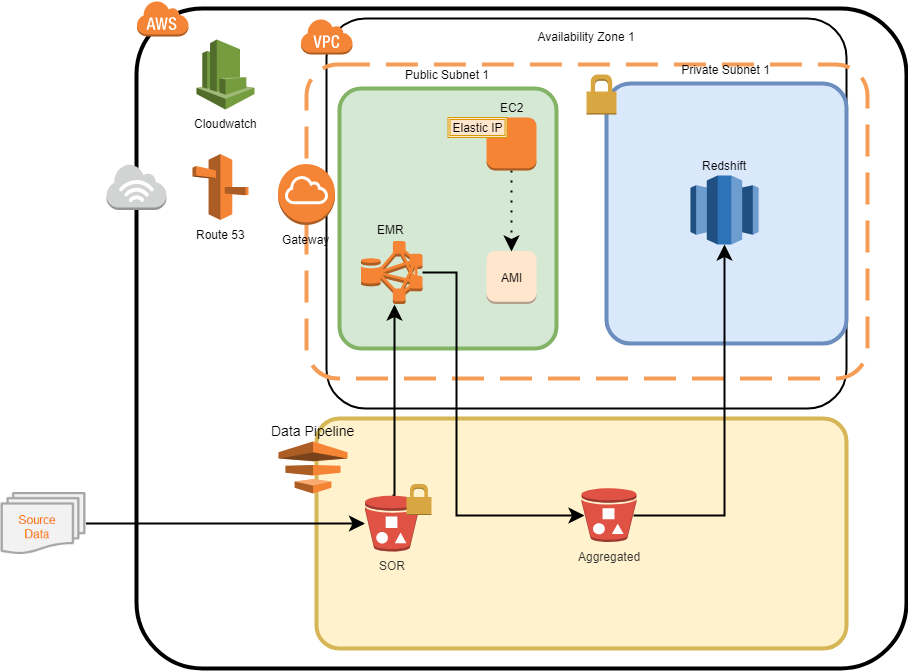 AWS
VPC
Availability Zone 1
Public Subnet 1
Private Subnet 1
Cloudwatch
EC2
Elastic IP
Redshift
Route 53
Gateway
EMR
AMI
Data Pipeline
Source
Data
SOR
Aggregated